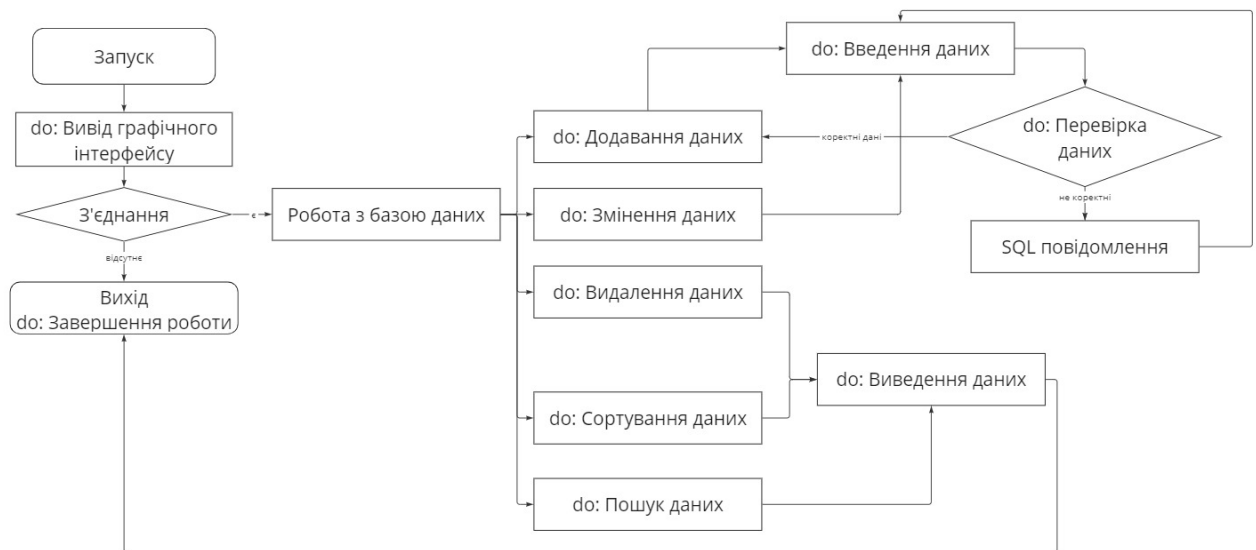 Запуск
do: Вивід графічного
інтерфейсу
З'єднання
є
відсутнє
Вихід
do: Завершення роботи
Робота з базою даних
do: Додавання даних
do: Змінення даних
do: Видалення даних
do: Сортування даних
do: Пошук даних
do: Введення даних
коректні дані
do: Перевірка
даних
не коректні
SQL повідомлення
do: Виведення даних